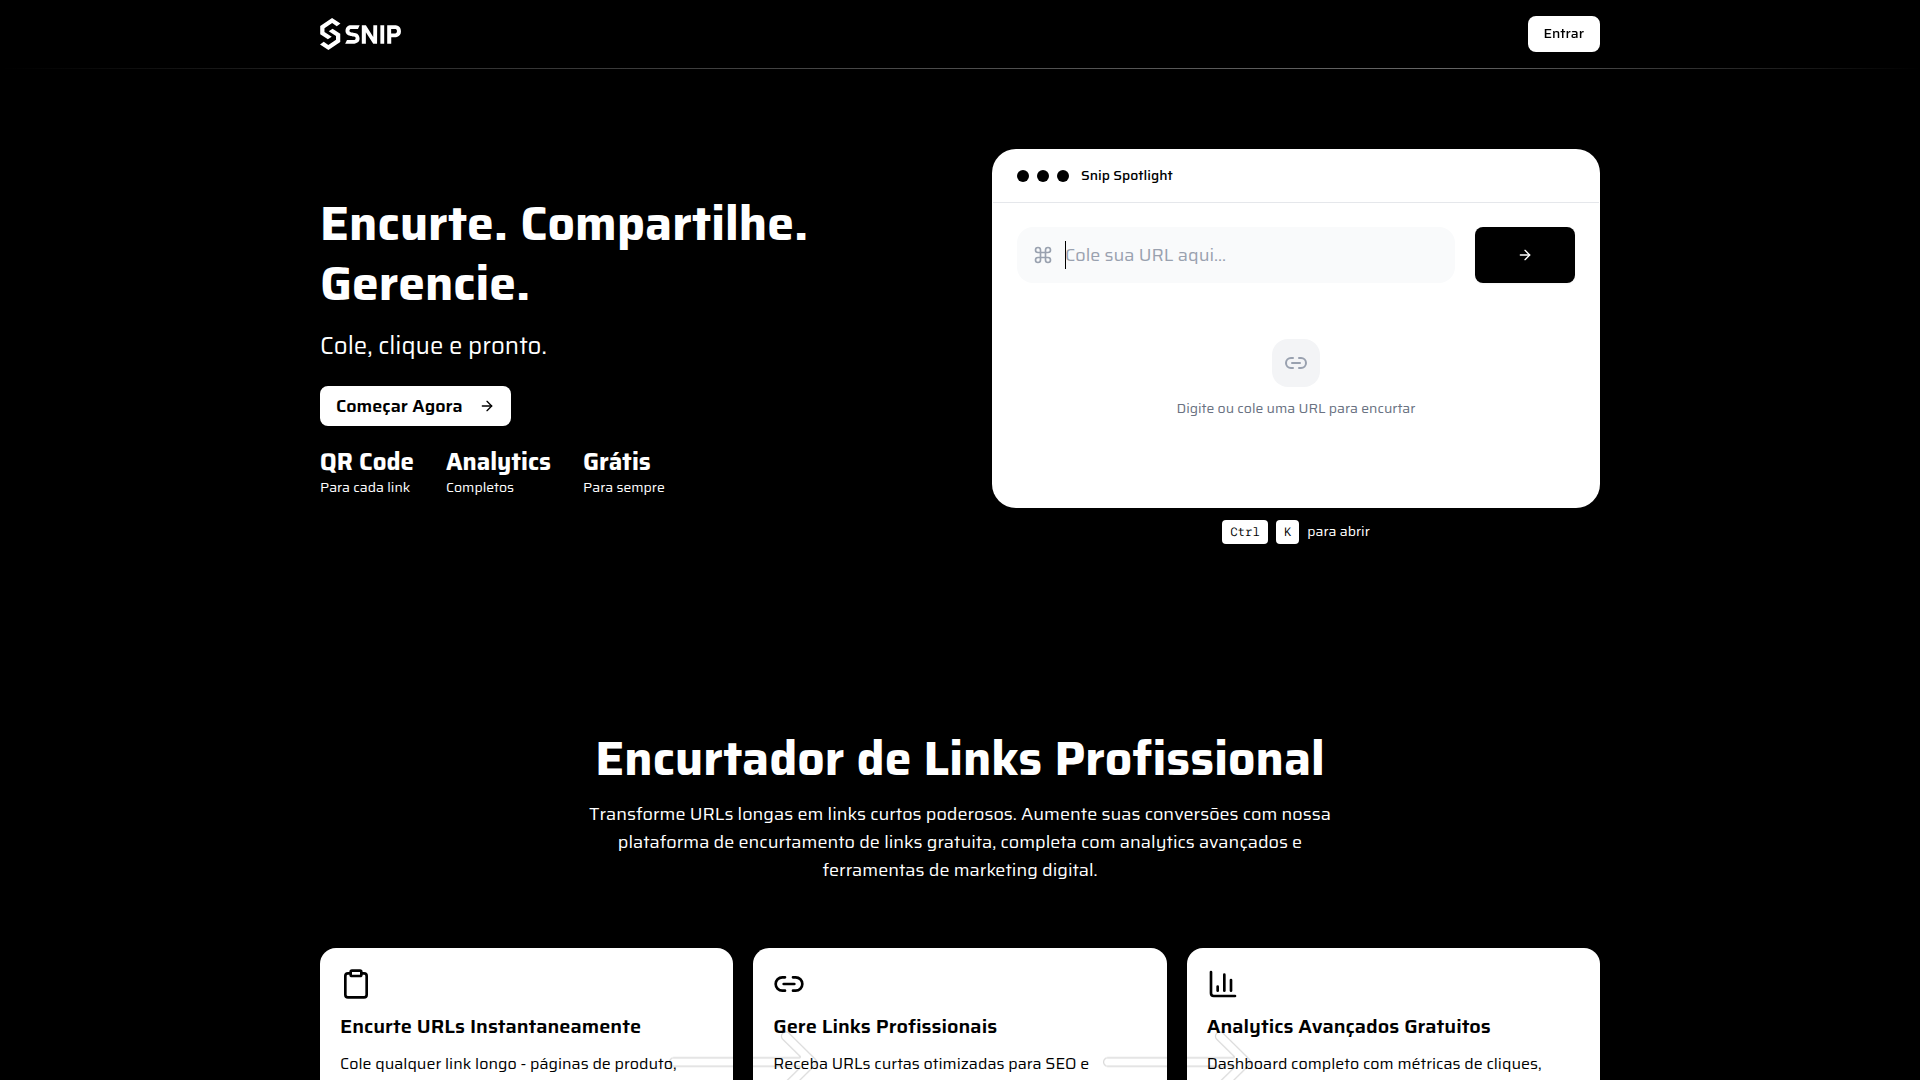 SNIP
Entrar
Encurte. Compartilhe.
Gerencie.
Cole, clique e pronto.
Começar Agora
QR Code
Para cada link
Analytics
Completos
Grátis
Para sempre
Snip Spotlight
Cole sua URL aqui...
Digite ou cole uma URL para encurtar
Ctrl K para abrir
Encurtador de Links Profissional
Transforme URLs longas em links curtos poderosos. Aumente suas conversões com nossa
plataforma de encurtamento de links gratuita, completa com analytics avançados e
ferramentas de marketing digital.
Encurte URLs Instantaneamente
Cole qualquer link longo - páginas de produto,
Gere Links Profissionais
Receba URLs curtas otimizadas para SEO e
Analytics Avançados Gratuitos
Dashboard completo com métricas de cliques,